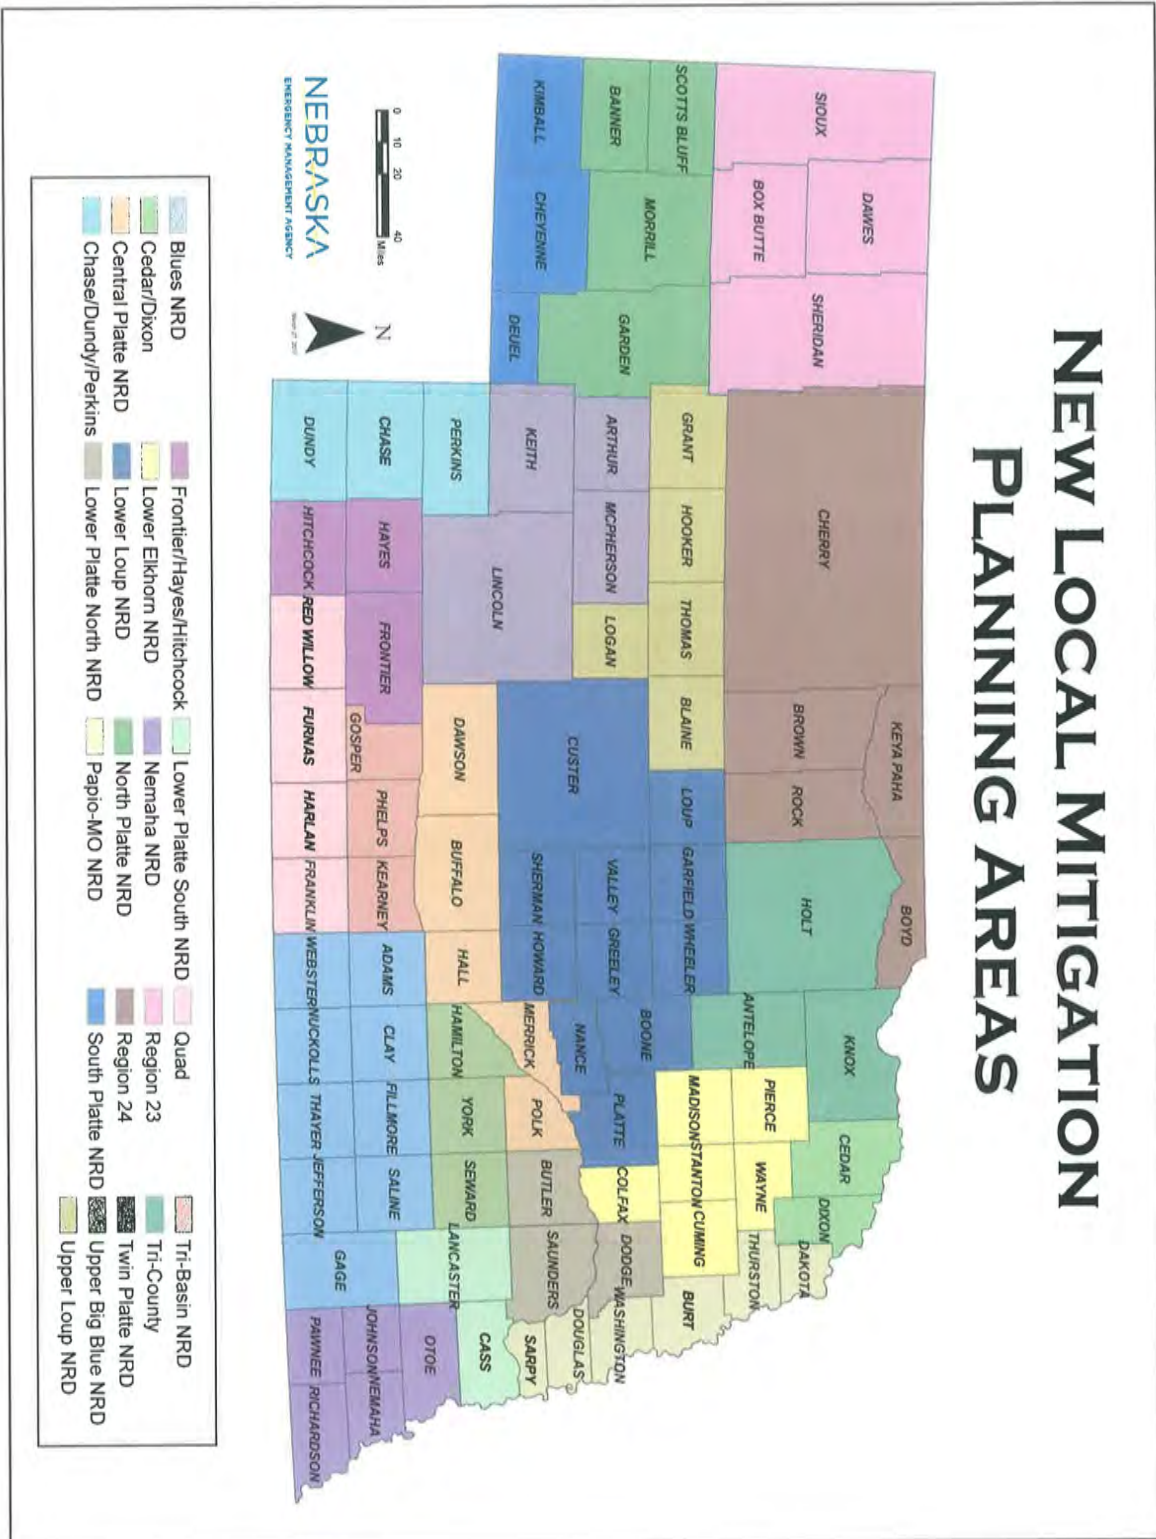 NEW LOCAL MITIGATION
PLANNING AREAS
SIOUX
DAWES
BOX BUTTE
SHERIDAN
SCOTTS BLUFF
BANNER
MORRILL
GARDEN
KIMBALL
CHEYENNE
DEUEL
CHERRY
KEYA PAHA
BROWN
ROCK
BOYD
HOLT
KNOX
ANTELOPE
CEDAR
DIXON
DAKOTA
PIERCE
WAYNE
THURSTON
GRANT
HOOKER
THOMAS
BLAINE
LOUP
GARFIELD
WHEELER
MADISON
STANTON
CUMING
BURT
ARTHUR
MCPHERSON
LOGAN
CUSTER
VALLEY
GREELEY
BOONE
NANCE
PLATTE
COLFAX
DODGE
WASHINGTON
KEITH
LINCOLN
SHERMAN
HOWARD
MERRICK
POLK
BUTLER
SAUNDERS
DOUGLAS
SARPY
PERKINS
DAWSON
BUFFALO
HALL
HAMILTON
YORK
SEWARD
LANCASTER
CASS
CHASE
HAYES
FRONTIER
GOSPER
PHELPS
KEARNEY
ADAMS
CLAY
FILLMORE
SALINE
GAGE
OTOE
JOHNSON
NEMAHA
DUNDY
HITCHCOCK
RED WILLOW
FURNAS
HARLAN
FRANKLIN
WEBSTER
NUCKOLLS
THAYER
JEFFERSON
PAWNEE
RICHARDSON
0 10 20 40
Miles
N
NEBRASKA
EMERGENCY MANAGEMENT AGENCY
Blues NRD
Cedar/Dixon
Central Platte NRD
Chase/Dundy/Perkins
Frontier/Hayes/Hitchcock
Lower Elkhorn NRD
Lower Loup NRD
Lower Platte North NRD
Lower Platte South NRD
Nemaha NRD
North Platte NRD
Papio-MO NRD
Quad
Region 23
Region 24
South Platte NRD
Tri-Basin NRD
Tri-County
Twin Platte NRD
Upper Big Blue NRD
Upper Loup NRD